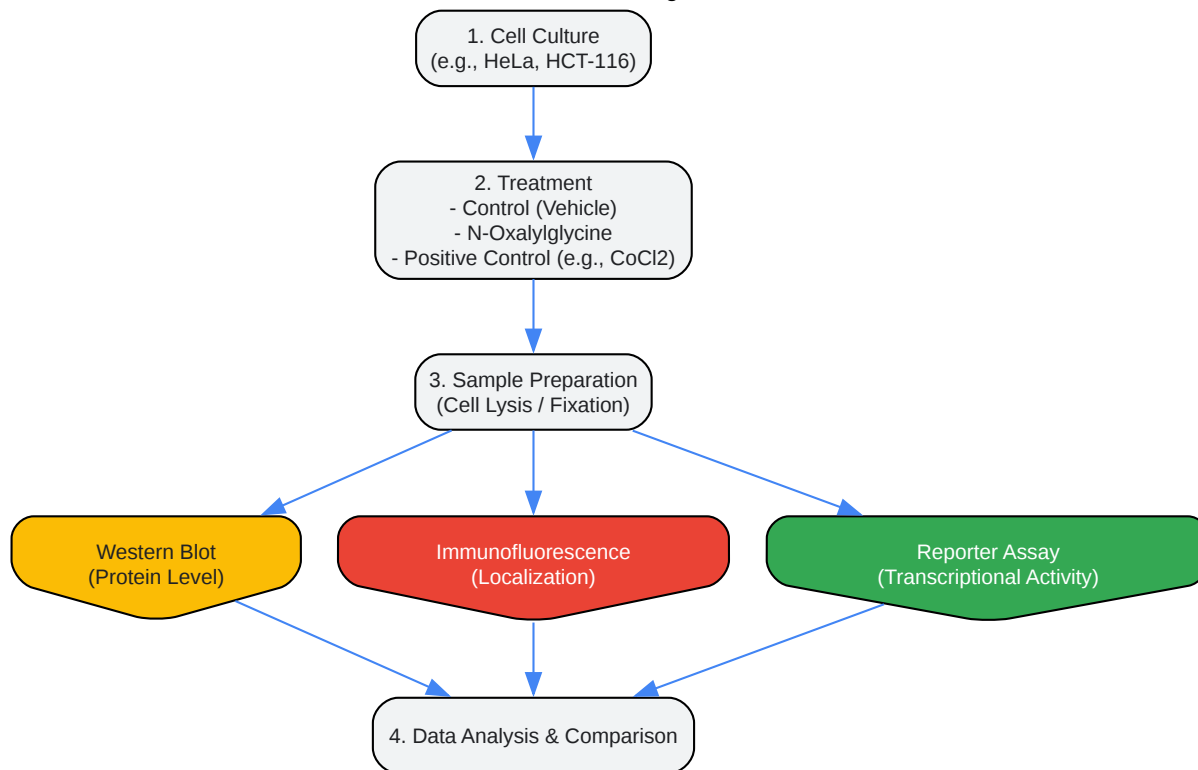 1. Cell Culture
(e.g., HeLa, HCT-116)
2. Treatment
- Control (Vehicle)
- N-Oxalylglycine
- Positive Control (e.g., CoCl2)
3. Sample Preparation
(Cell Lysis / Fixation)
Western Blot
(Protein Level)
Immunofluorescence
(Localization)
Reporter Assay
(Transcriptional Activity)
4. Data Analysis & Comparison